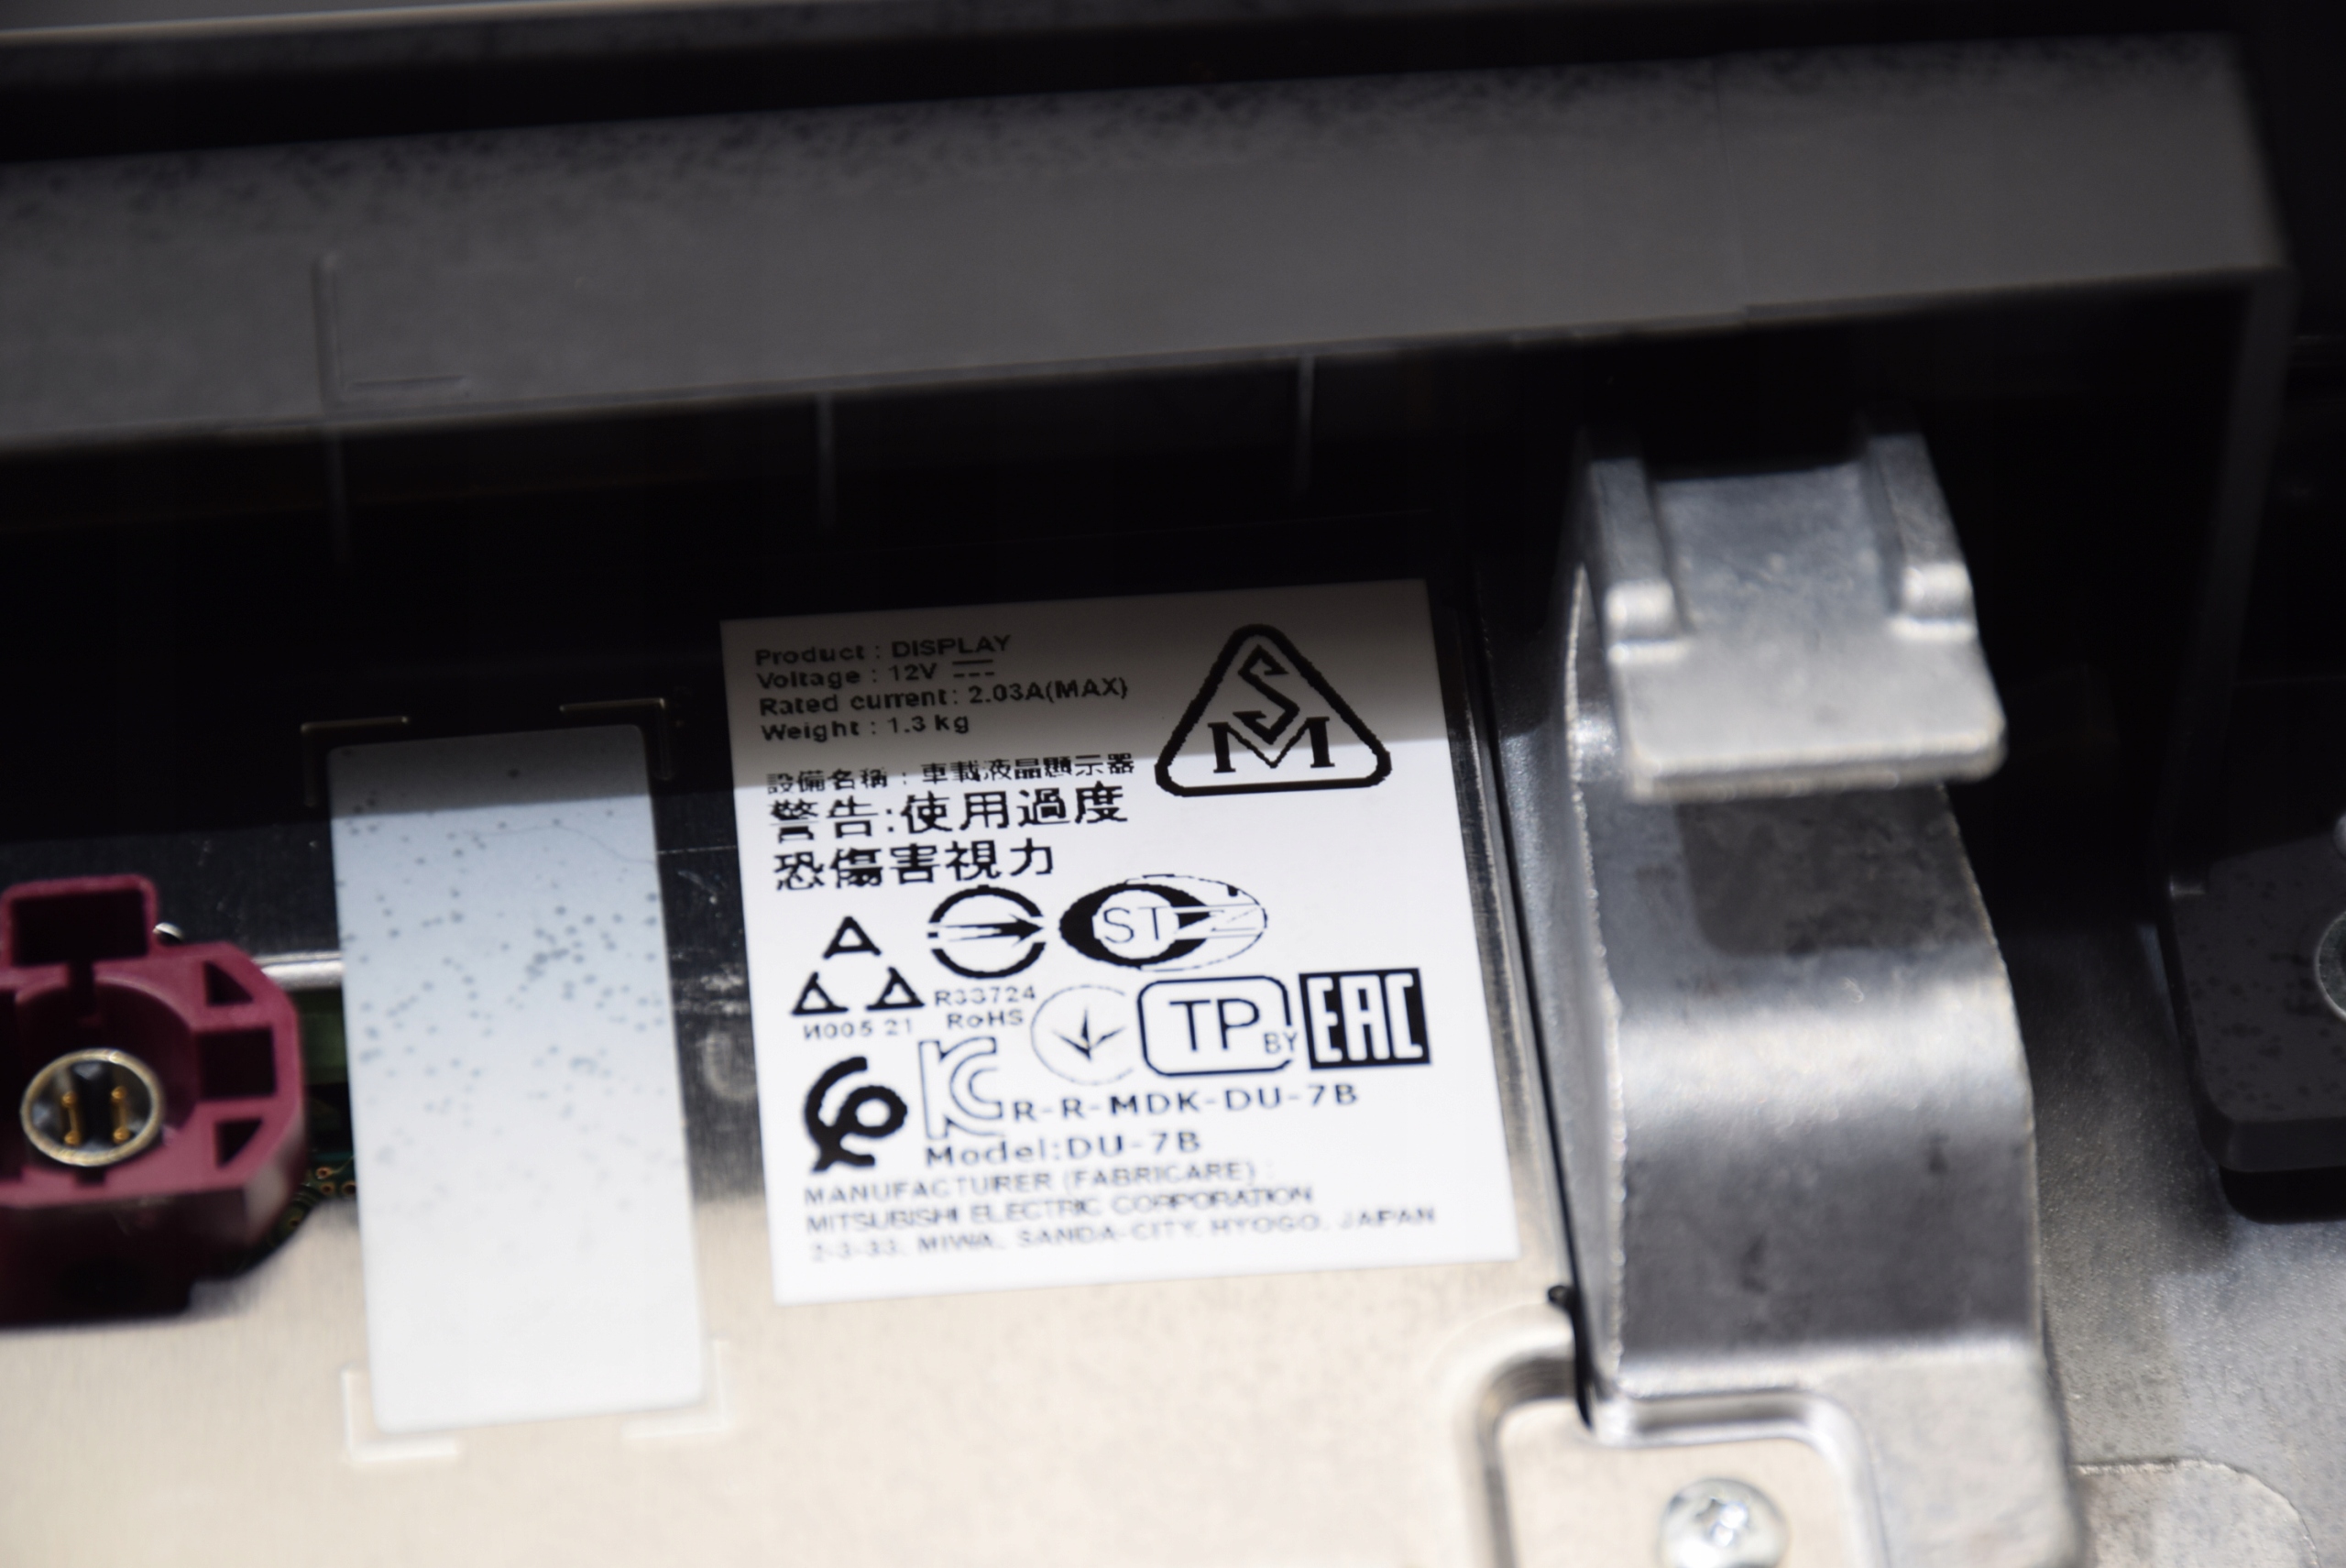 Product : DISPLAY
Voltage : 12V
Rated current: 2.03A(MAX)
Weight : 1.3 kg
SM
設備名稱：車載液晶顯示器
警告:使用過度
恐傷害視力
ST
R33724
RoHS
И005 21
TP BY
EAC
KC
R-R-MDK-DU-7B
Model:DU-7B
MANUFACTURER (FABRICARE) :
MITSUBISHI ELECTRIC CORPORATION
2-3-33, MIWA, SANDA-CITY, HYOGO, JAPAN